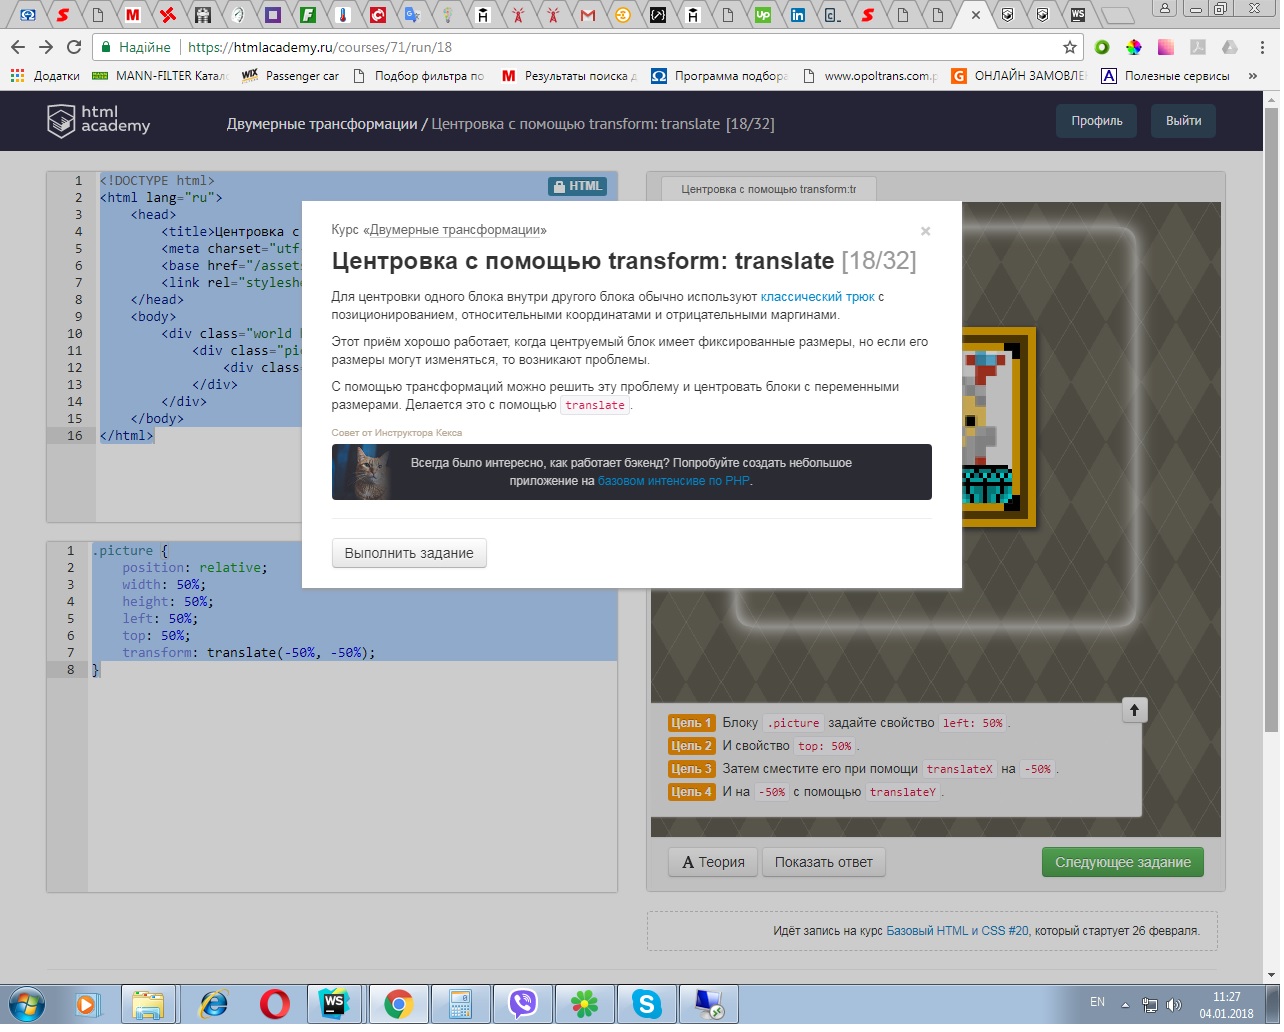 Надійне
https://htmlacademy.ru/courses/71/run/18
Додатки
MANN-FILTER Катало
Passenger car
Подбор фильтра по
Результаты поиска д
Программа подбора
www.opoltrans.com.p
ОНЛАЙН ЗАМОВЛЕ
Полезные сервисы
»
html
academy
Двумерные трансформации / Центровка с помощью transform: translate [18/32]
Профиль
Выйти
HTML
1 <!DOCTYPE html>
2 <html lang="ru">
3 <head>
4 <title>Центровка с
5 <meta charset="utf
6 <base href="/assets
7 <link rel="styleshe
8 </head>
9 <body>
10 <div class="world
11 <div class="pic
12 <div clas
13 </div>
14 </div>
15 </body>
16 </html>
1 .picture {
2 position: relative;
3 width: 50%;
4 height: 50%;
5 left: 50%;
6 top: 50%;
7 transform: translate(-50%, -50%);
8 }
Курс «Двумерные трансформации»
×
Центровка с помощью transform: translate [18/32]
Для центровки одного блока внутри другого блока обычно используют классический трюк с
позиционированием, относительными координатами и отрицательными маргинами.
Этот приём хорошо работает, когда центруемый блок имеет фиксированные размеры, но если его
размеры могут изменяться, то возникают проблемы.
С помощью трансформаций можно решить эту проблему и центровать блоки с переменными
размерами. Делается это с помощью translate.
Совет от Инструктора Кекса
Всегда было интересно, как работает бэкенд? Попробуйте создать небольшое
приложение на базовом интенсиве по PHP.
Выполнить задание
Центровка с помощью transform:tr
Цель 1 Блоку .picture задайте свойство left: 50%.
Цель 2 И свойство top: 50%.
Цель 3 Затем сместите его при помощи translateX на -50%.
Цель 4 И на -50% с помощью translateY.
A Теория
Показать ответ
Следующее задание
Идёт запись на курс Базовый HTML и CSS #20, который стартует 26 февраля.
EN
11:27
04.01.2018